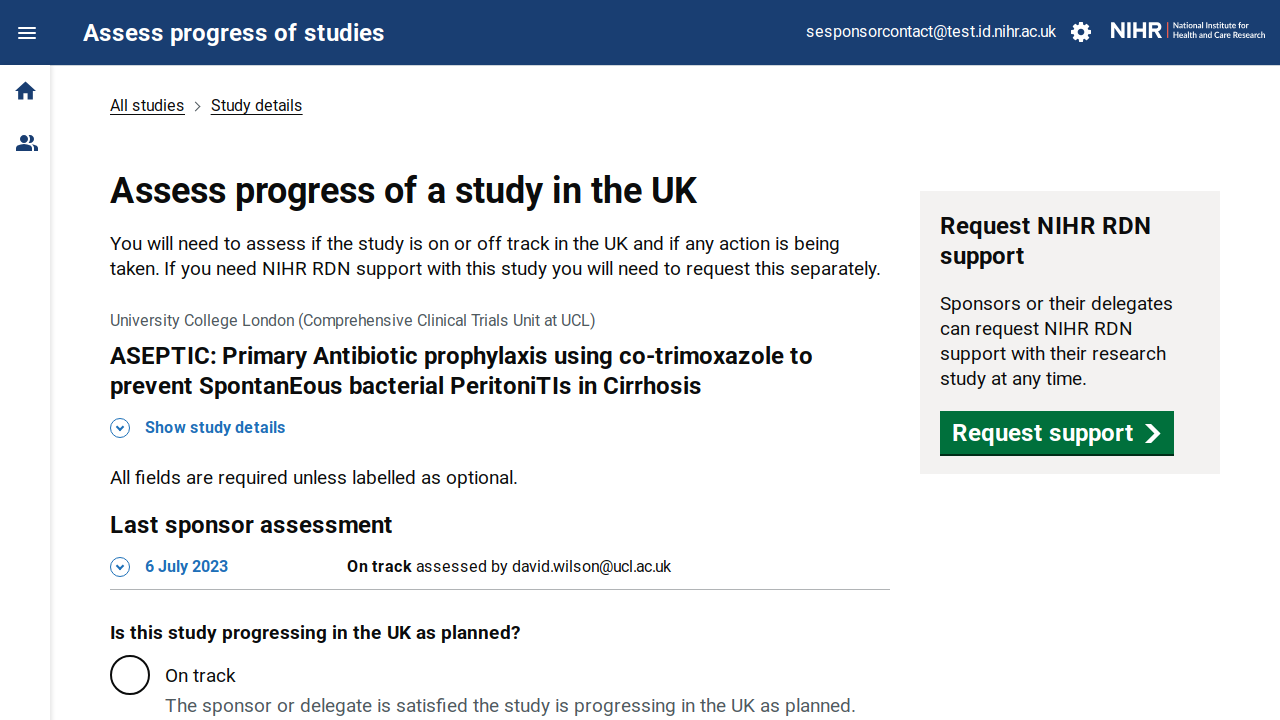 Assess progress of studies
sesponsorcontact@test.id.nihr.ac.uk
NIHR
National Institute for
Health and Care Research
All studies
Study details
Assess progress of a study in the UK
You will need to assess if the study is on or off track in the UK and if any action is being
taken. If you need NIHR RDN support with this study you will need to request this separately.
University College London (Comprehensive Clinical Trials Unit at UCL)
ASEPTIC: Primary Antibiotic prophylaxis using co-trimoxazole to
prevent SpontanEous bacterial PeritoniTIs in Cirrhosis
Show study details
All fields are required unless labelled as optional.
Last sponsor assessment
6 July 2023
On track assessed by david.wilson@ucl.ac.uk
Is this study progressing in the UK as planned?
On track
The sponsor or delegate is satisfied the study is progressing in the UK as planned.
Request NIHR RDN
support
Sponsors or their delegates
can request NIHR RDN
support with their research
study at any time.
Request support